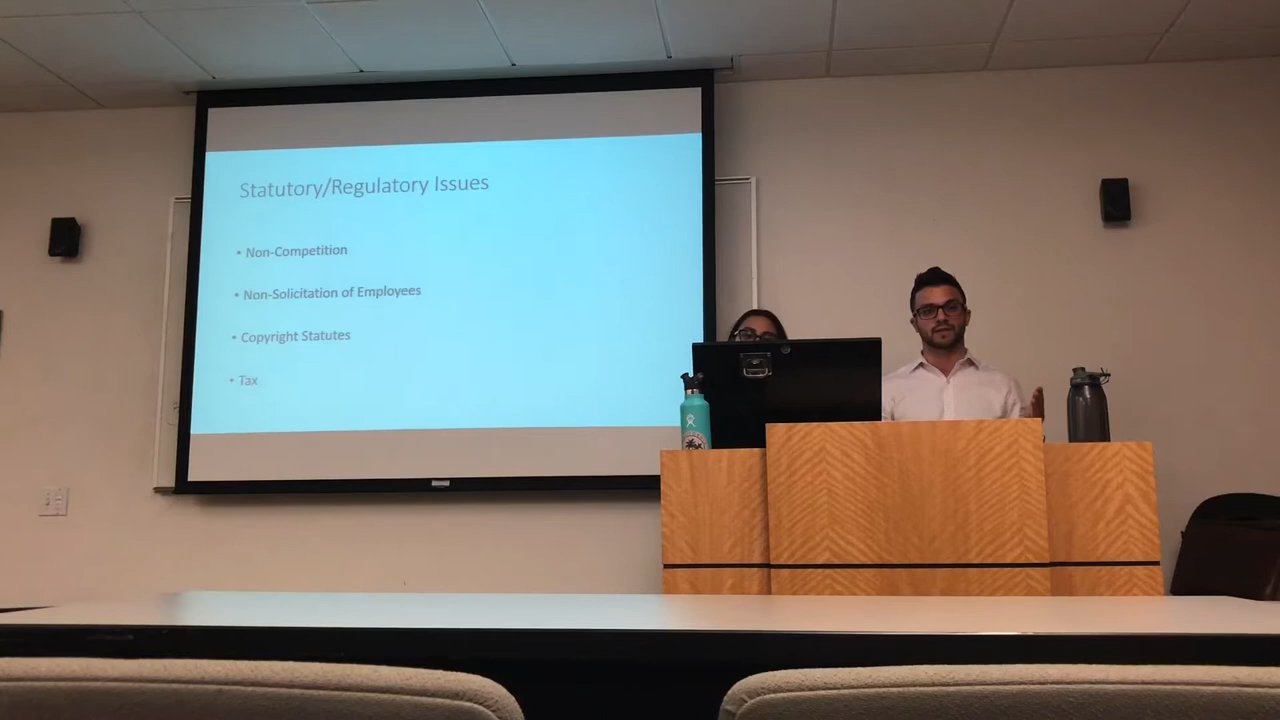 Statutory/Regulatory Issues
• Non-Competition
• Non-Solicitation of Employees
• Copyright Statutes
• Tax